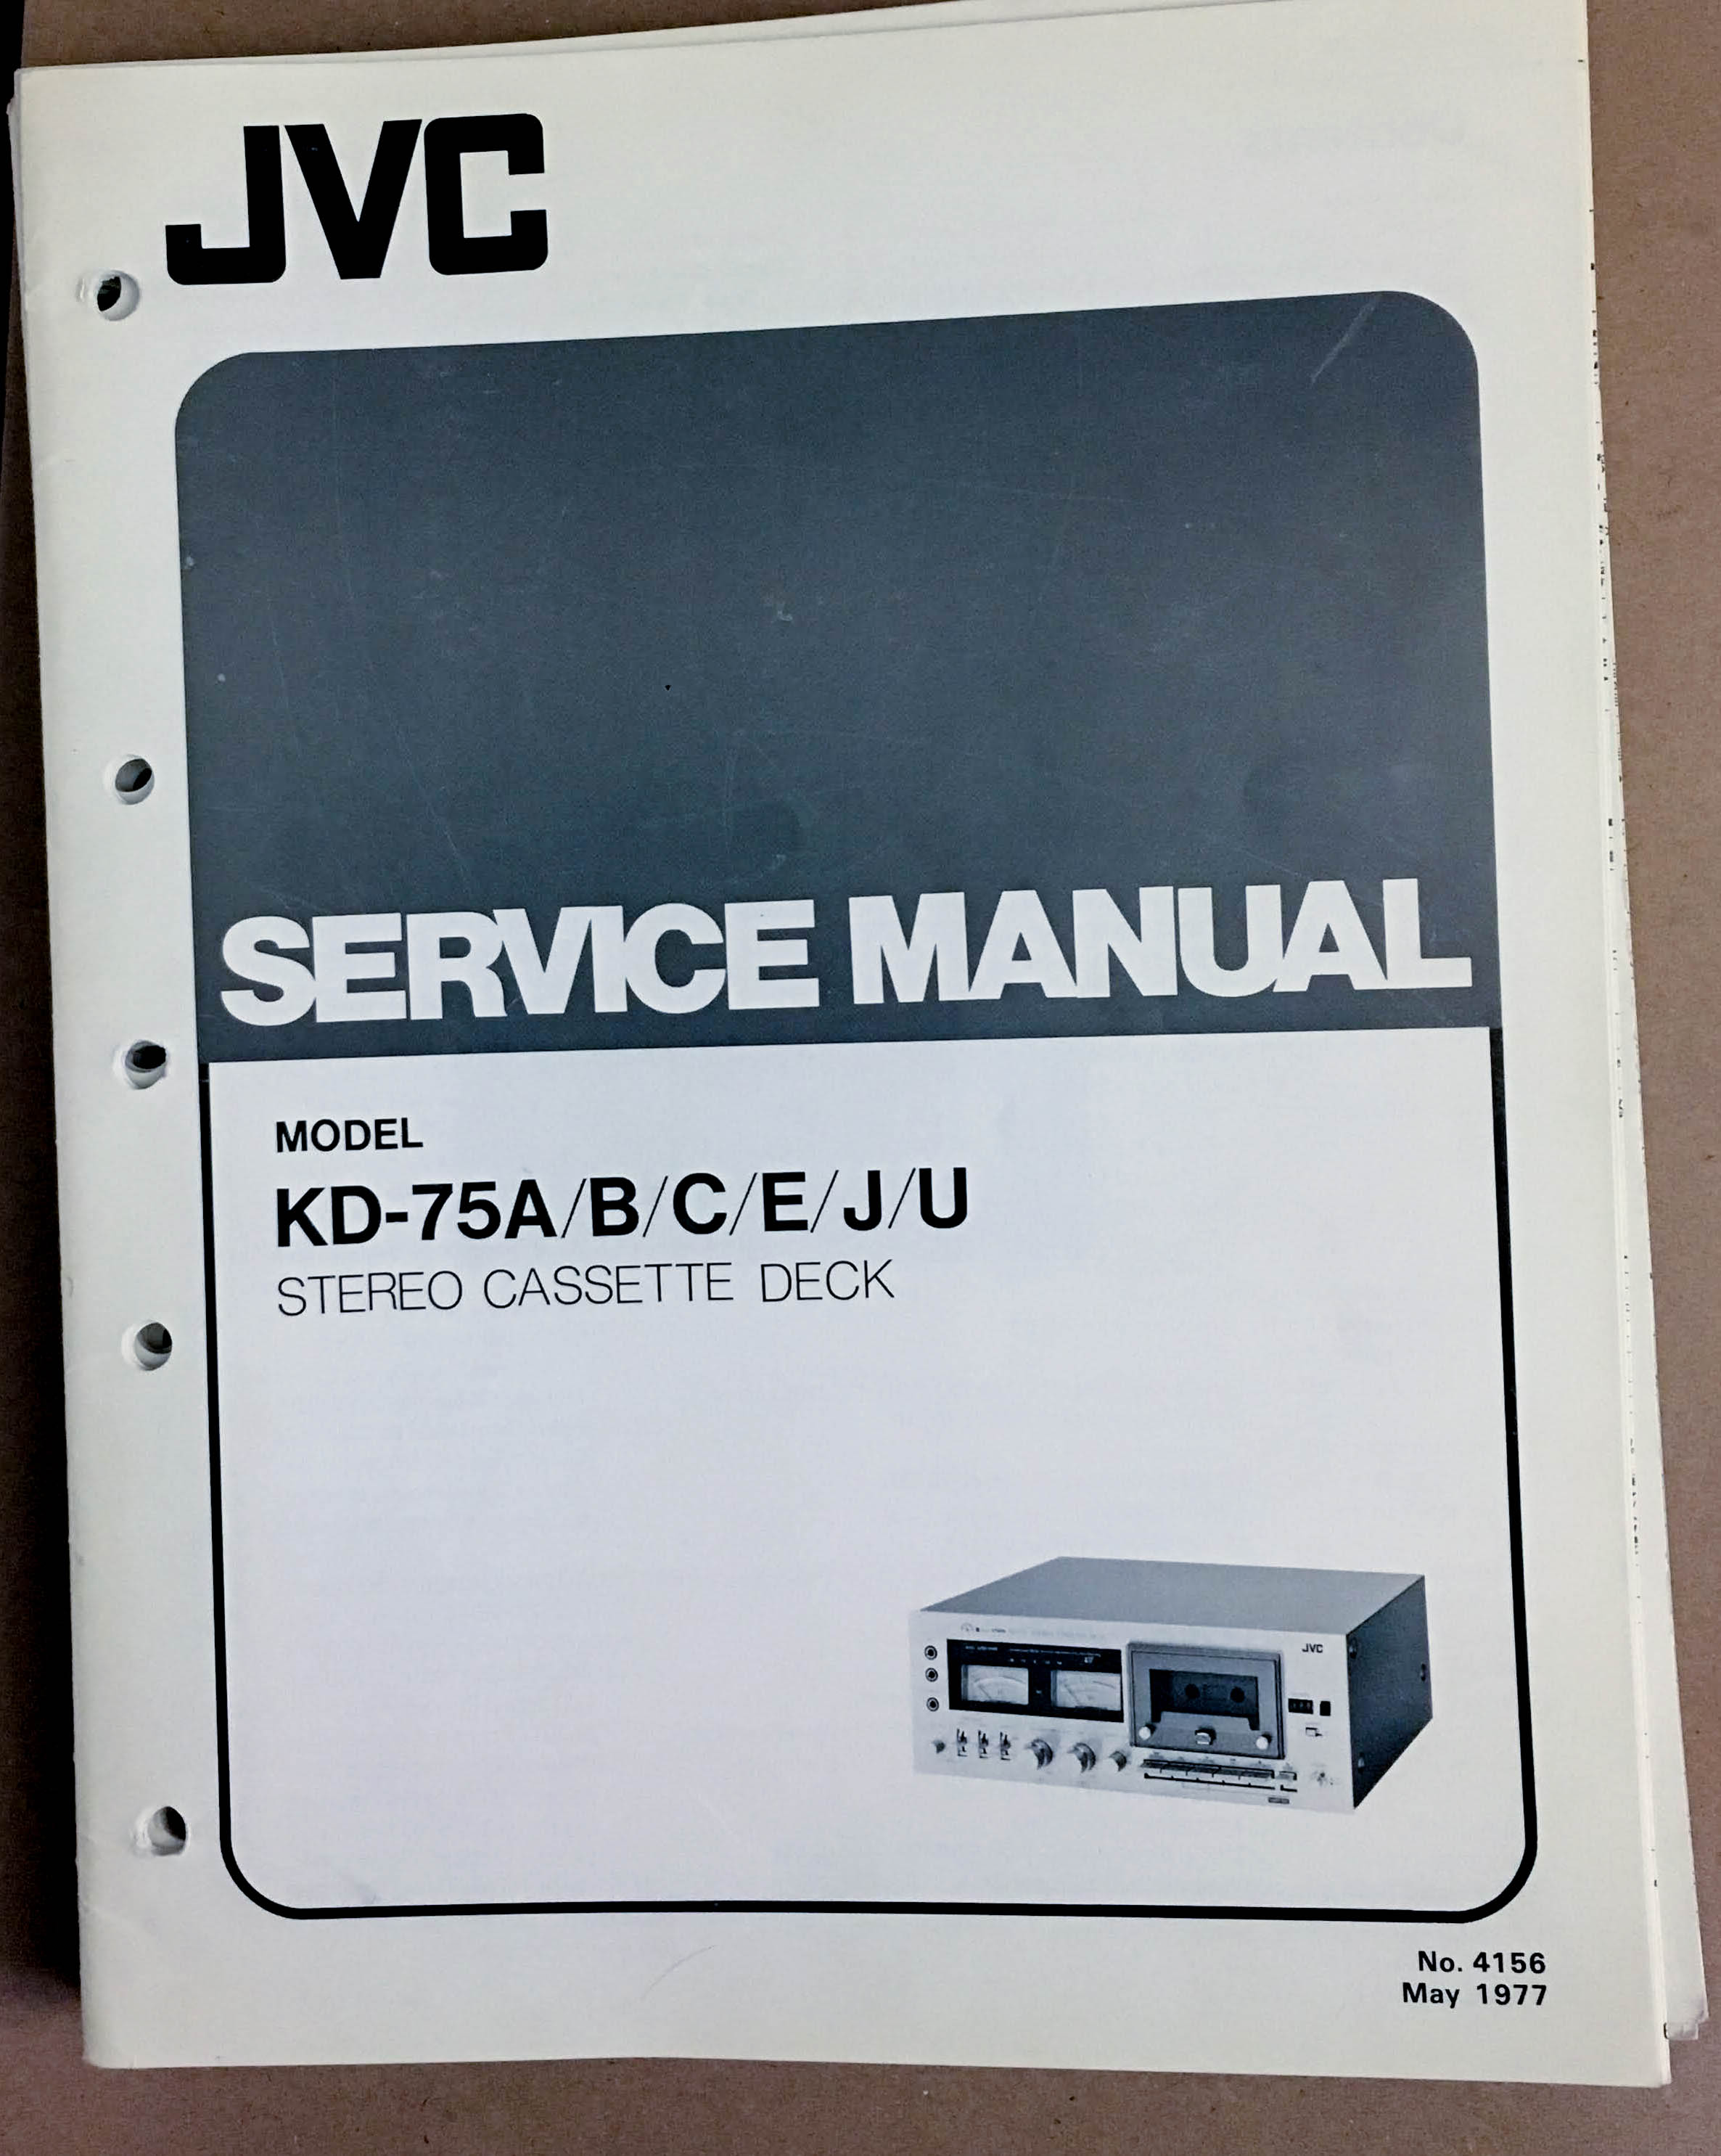 JVC
SERVICE MANUAL
MODEL
KD-75A/B/C/E/J/U
STEREO CASSETTE DECK
JVC
No. 4156
May 1977